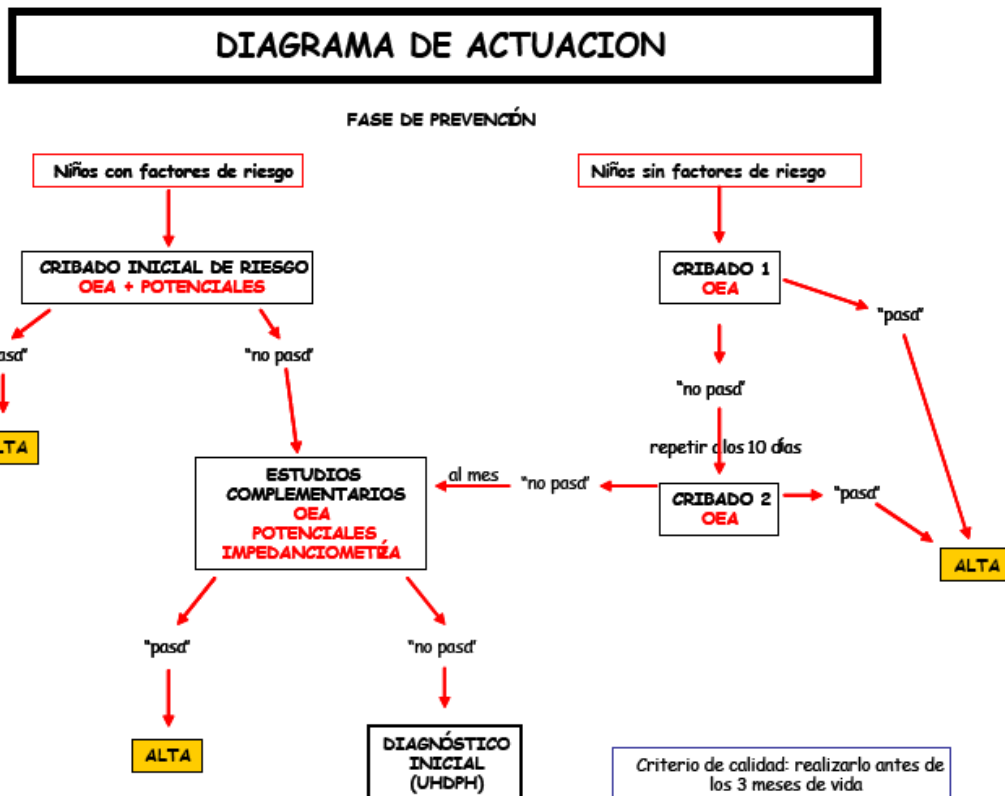 DIAGRAMA DE ACTUACION
FASE DE PREVENCIÓN
Niños con factores de riesgo
Niños sin factores de riesgo
CRIBADO INICIAL DE RIESGO
OEA + POTENCIALES
CRIBADO 1
OEA
"pasa"
asa"
"no pasa"
"no pasa"
LTA
repetir a los 10 días
ESTUDIOS
COMPLEMENTARIOS
OEA
POTENCIALES
IMPEDANCIOMETRÍA
al mes
"no pasa"
CRIBADO 2
OEA
"pasa"
ALTA
"pasa"
"no pasa"
ALTA
DIAGNÓSTICO
INICIAL
(UHDPH)
Criterio de calidad: realizarlo antes de
los 3 meses de vida